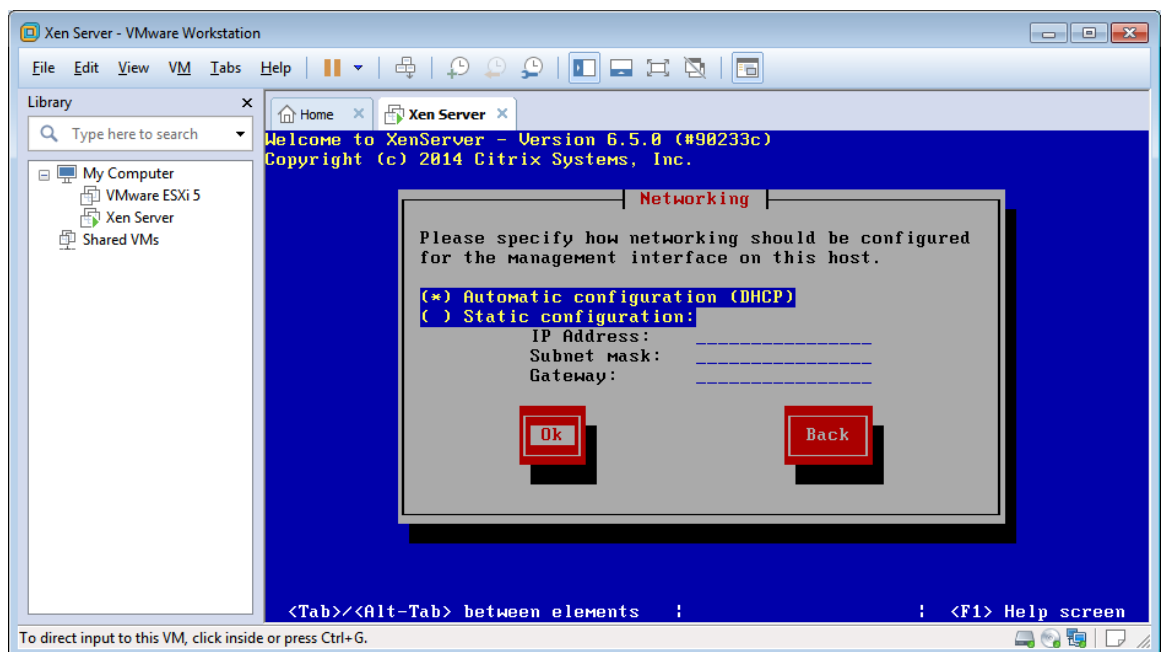 Xen Server - VMware Workstation
File Edit View VM Tabs Help
Library ×
Type here to search
My Computer
VMware ESXi 5
Xen Server
Shared VMs
Home × Xen Server ×
Welcome to XenServer - Version 6.5.0 (#90233c)
Copyright (c) 2014 Citrix Systems, Inc.
Networking
Please specify how networking should be configured
for the management interface on this host.
(*) Automatic configuration (DHCP)
( ) Static configuration:
IP Address: ________________
Subnet mask: ________________
Gateway: ________________
Ok Back
<Tab>/<Alt-Tab> between elements ¦ ¦ <F1> Help screen
To direct input to this VM, click inside or press Ctrl+G.